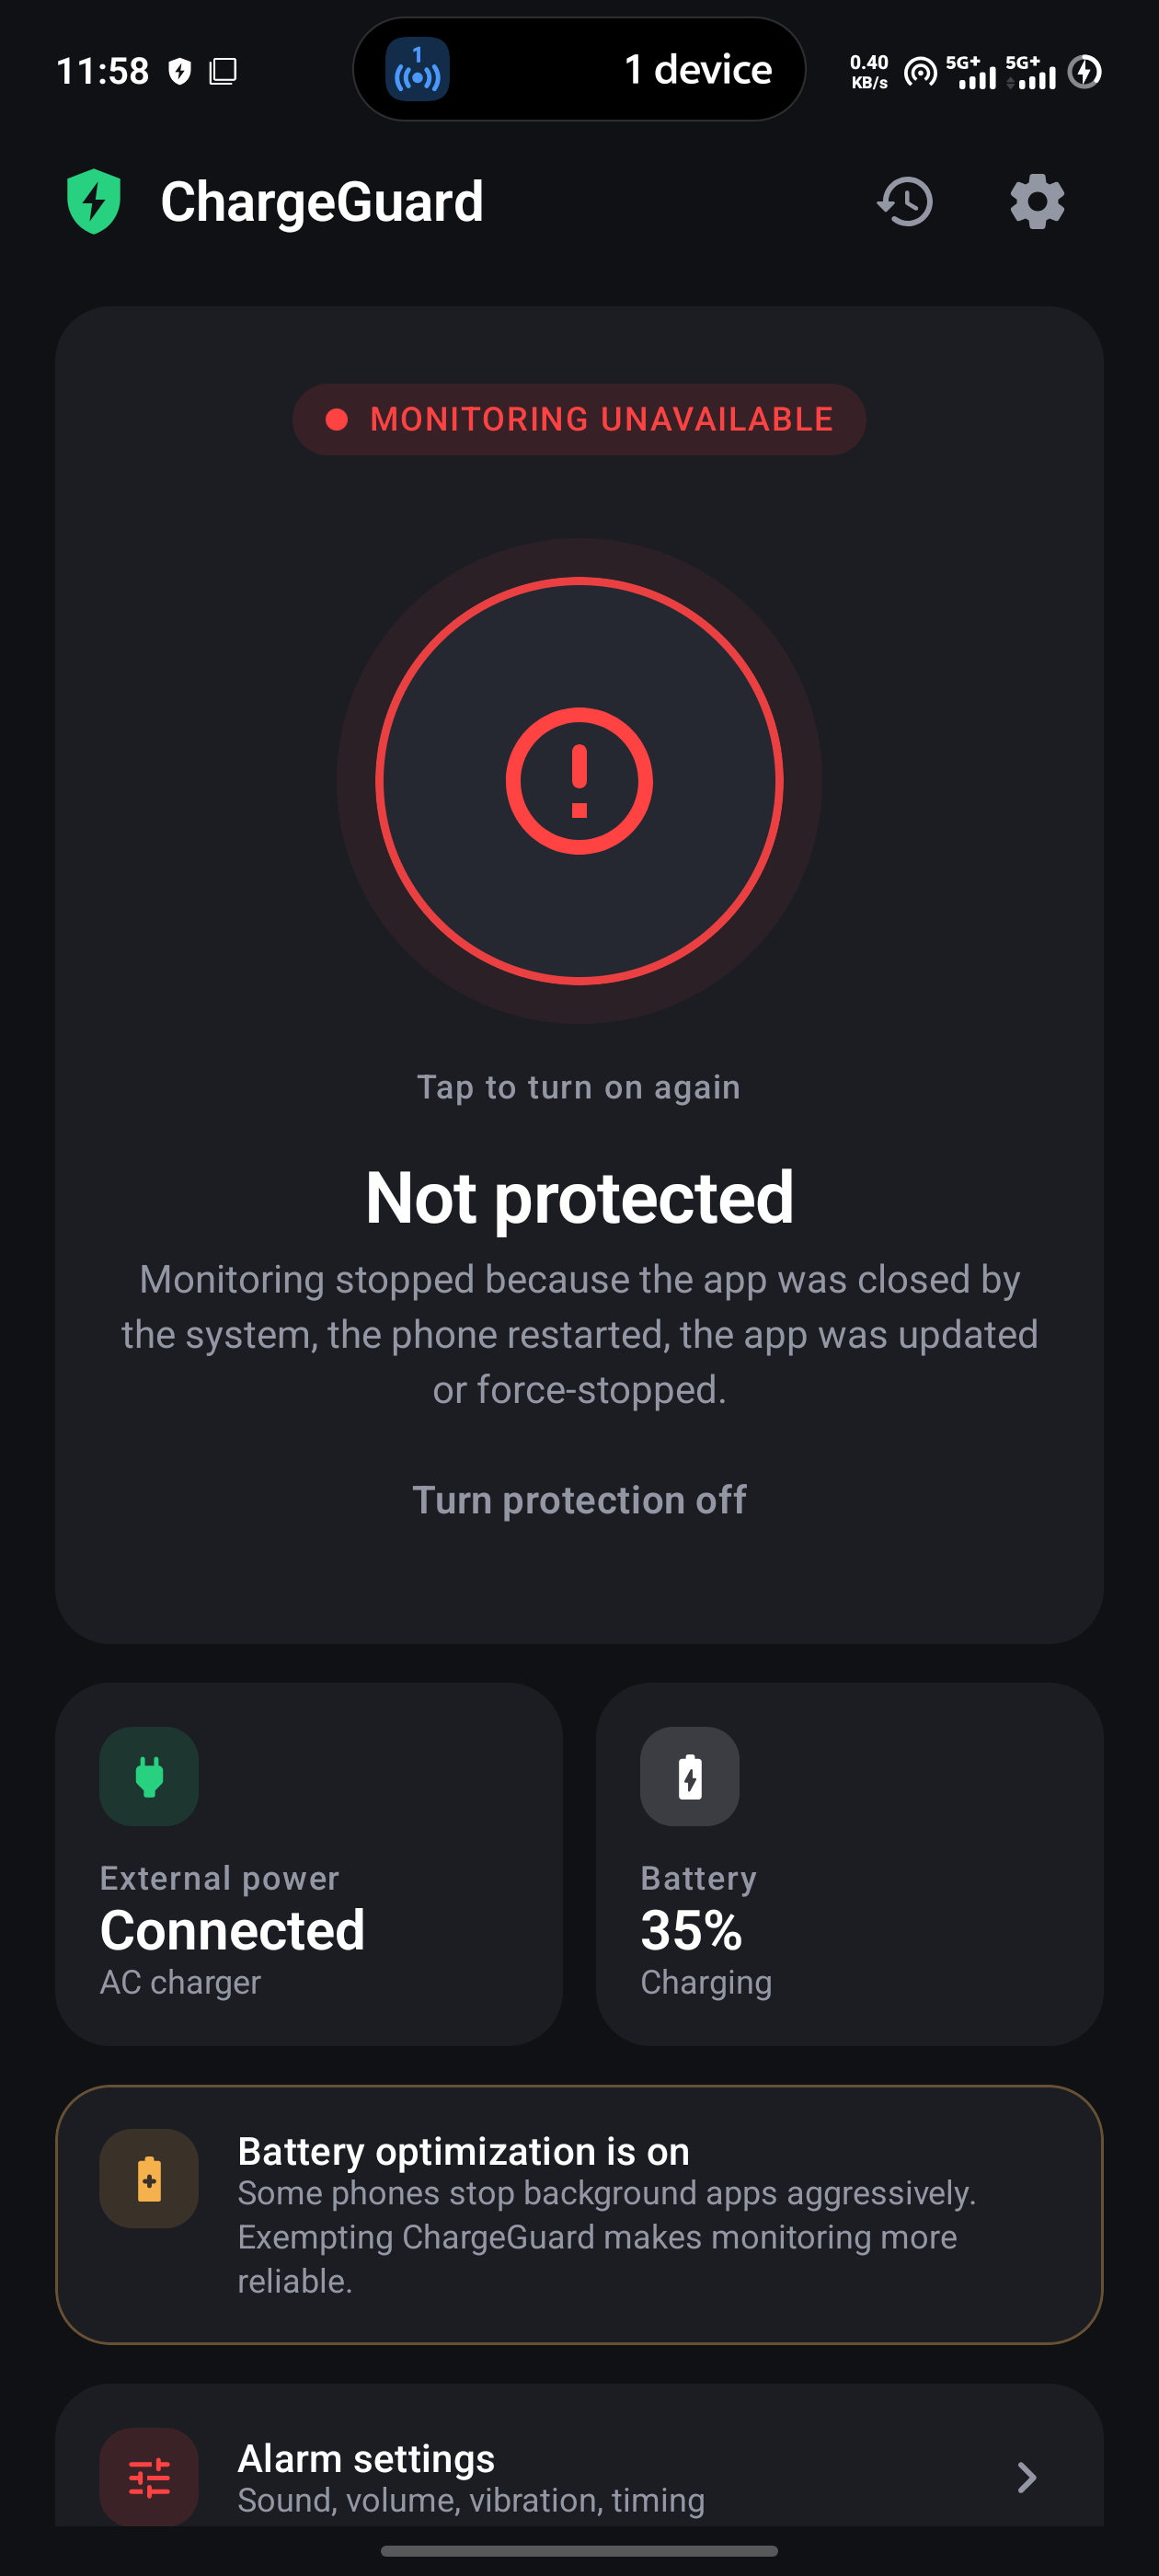 11:58
1
1 device
0.40
KB/s
5G+
5G+
ChargeGuard
MONITORING UNAVAILABLE
Tap to turn on again
Not protected
Monitoring stopped because the app was closed by
the system, the phone restarted, the app was updated
or force-stopped.
Turn protection off
External power
Connected
AC charger
Battery
35%
Charging
Battery optimization is on
Some phones stop background apps aggressively.
Exempting ChargeGuard makes monitoring more
reliable.
Alarm settings
Sound, volume, vibration, timing